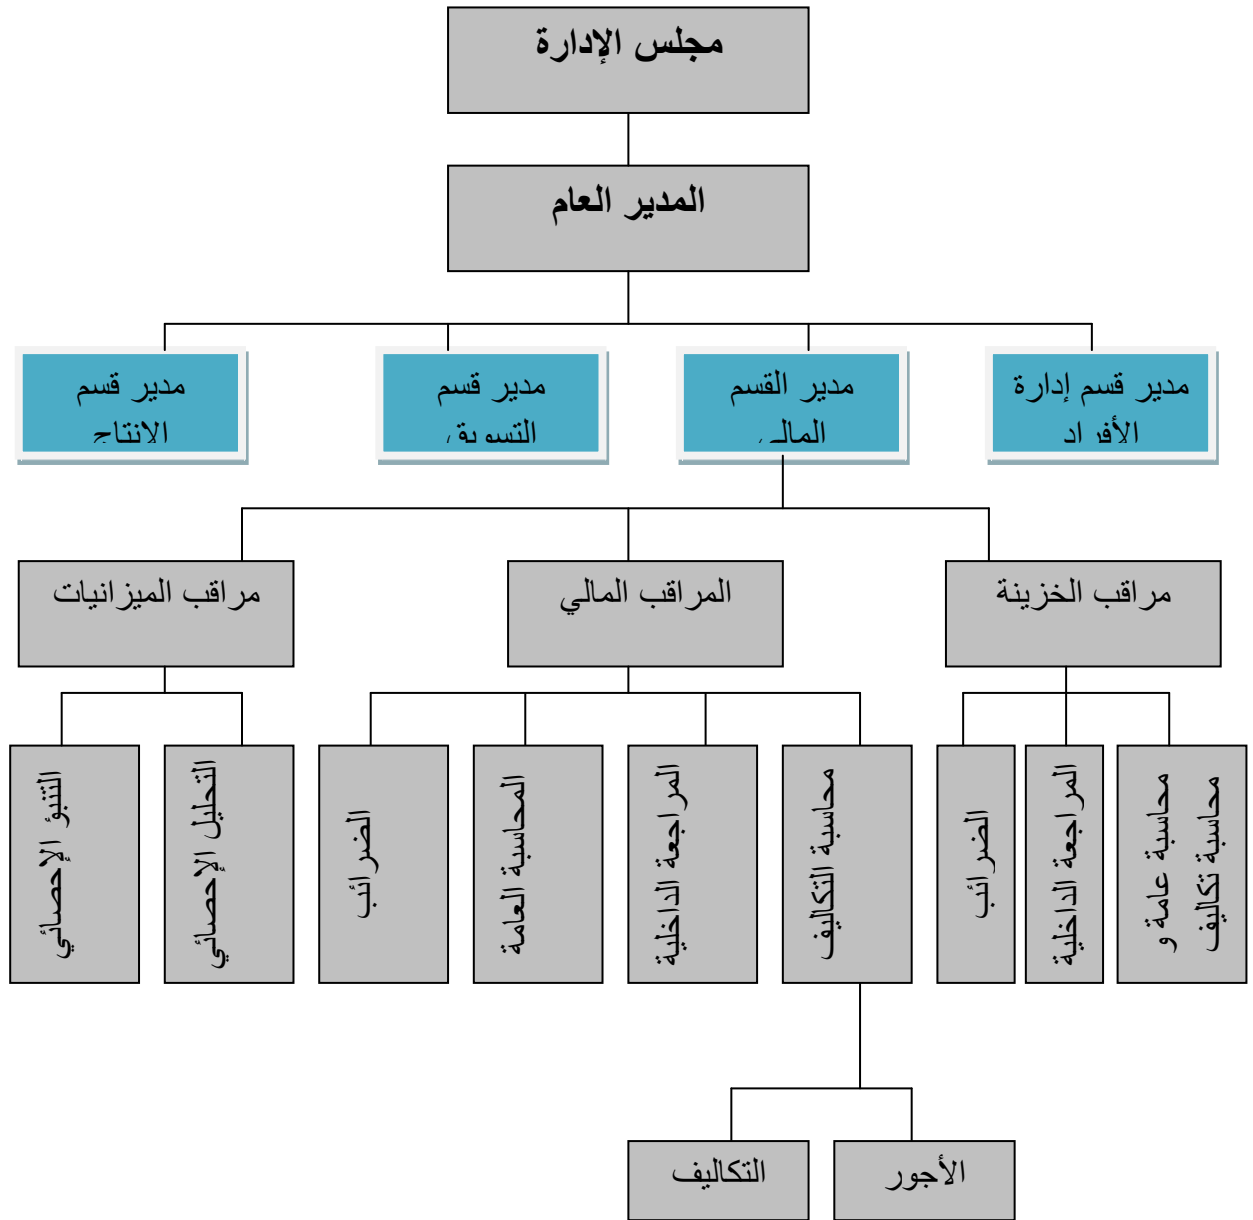 مجلس الإدارة
المدير العام
مدير قسم إدارة
الأفراد
مدير القسم
المالي
مدير قسم
التسويق
مدير قسم
الانتاج
مراقب الخزينة
المراقب المالي
مراقب الميزانيات
محاسبة عامة و
محاسبة تكاليف
المراجعة الداخلية
الضرائب
محاسبة التكاليف
المراجعة الداخلية
المحاسبة العامة
الضرائب
التحليل الإحصائي
التنبؤ الإحصائي
الأجور
التكاليف